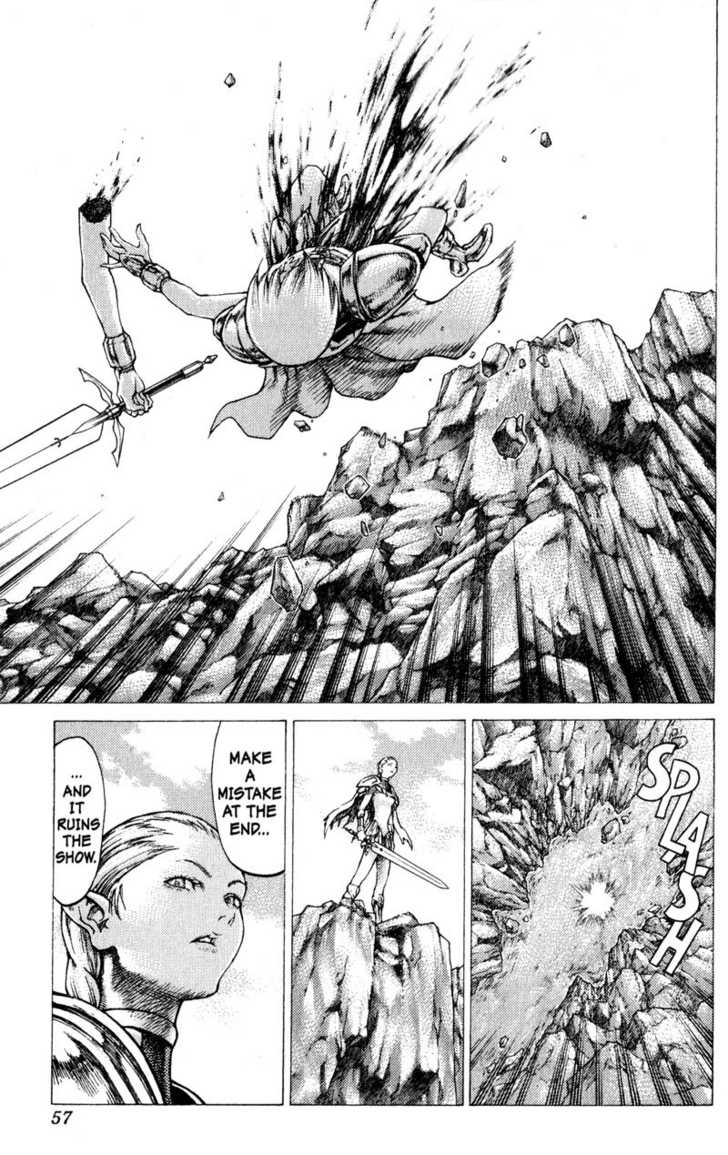 SPLASH
MAKE
A
MISTAKE
AT THE
END...
...
AND
IT
RUINS
THE
SHOW.
57